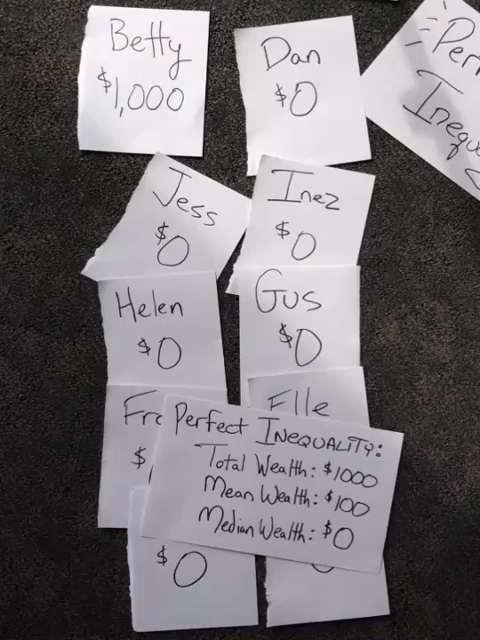 Betty
$1,000
Dan
$0
Jess
$0
Inez
$0
Helen
$0
Gus
$0
Elle
$
PERFECT INEQUALITY:
Total Wealth: $1000
Mean Wealth: $100
Median Wealth: $0
$0